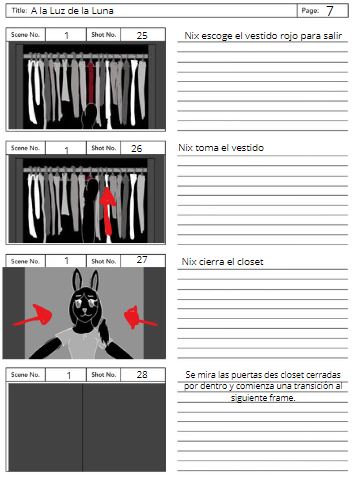 Title: A la Luz de la Luna Page: 7
Scene No. 1 Shot No. 25
Nix escoge el vestido rojo para salir
Scene No. 1 Shot No. 26
Nix toma el vestido
Scene No. 1 Shot No. 27
Nix cierra el closet
Scene No. 1 Shot No. 28
Se mira las puertas des closet cerradas
por dentro y comienza una transición al
siguiente frame.